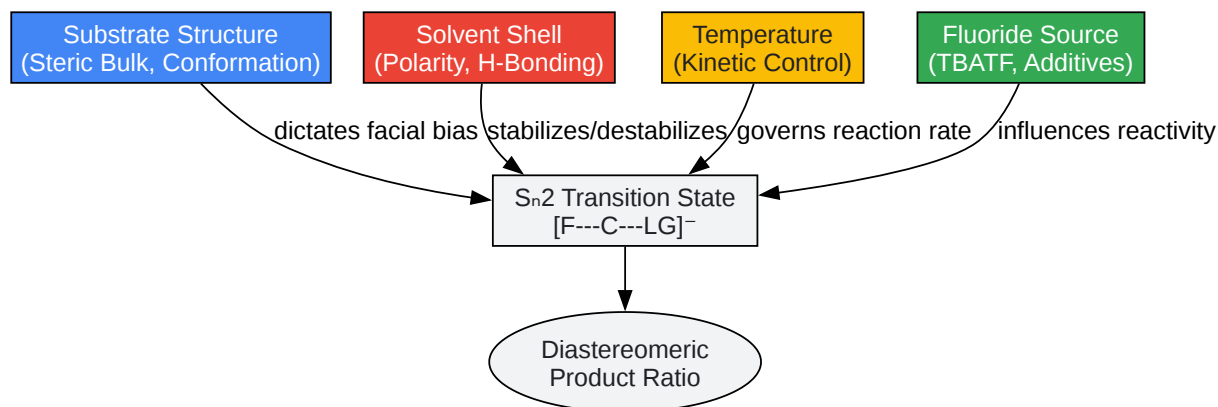 Substrate Structure
(Steric Bulk, Conformation)
Solvent Shell
(Polarity, H-Bonding)
Temperature
(Kinetic Control)
Fluoride Source
(TBATF, Additives)
dictates facial bias
stabilizes/destabilizes
governs reaction rate
influences reactivity
Sₙ2 Transition State
[F---C---LG]⁻
Diastereomeric
Product Ratio